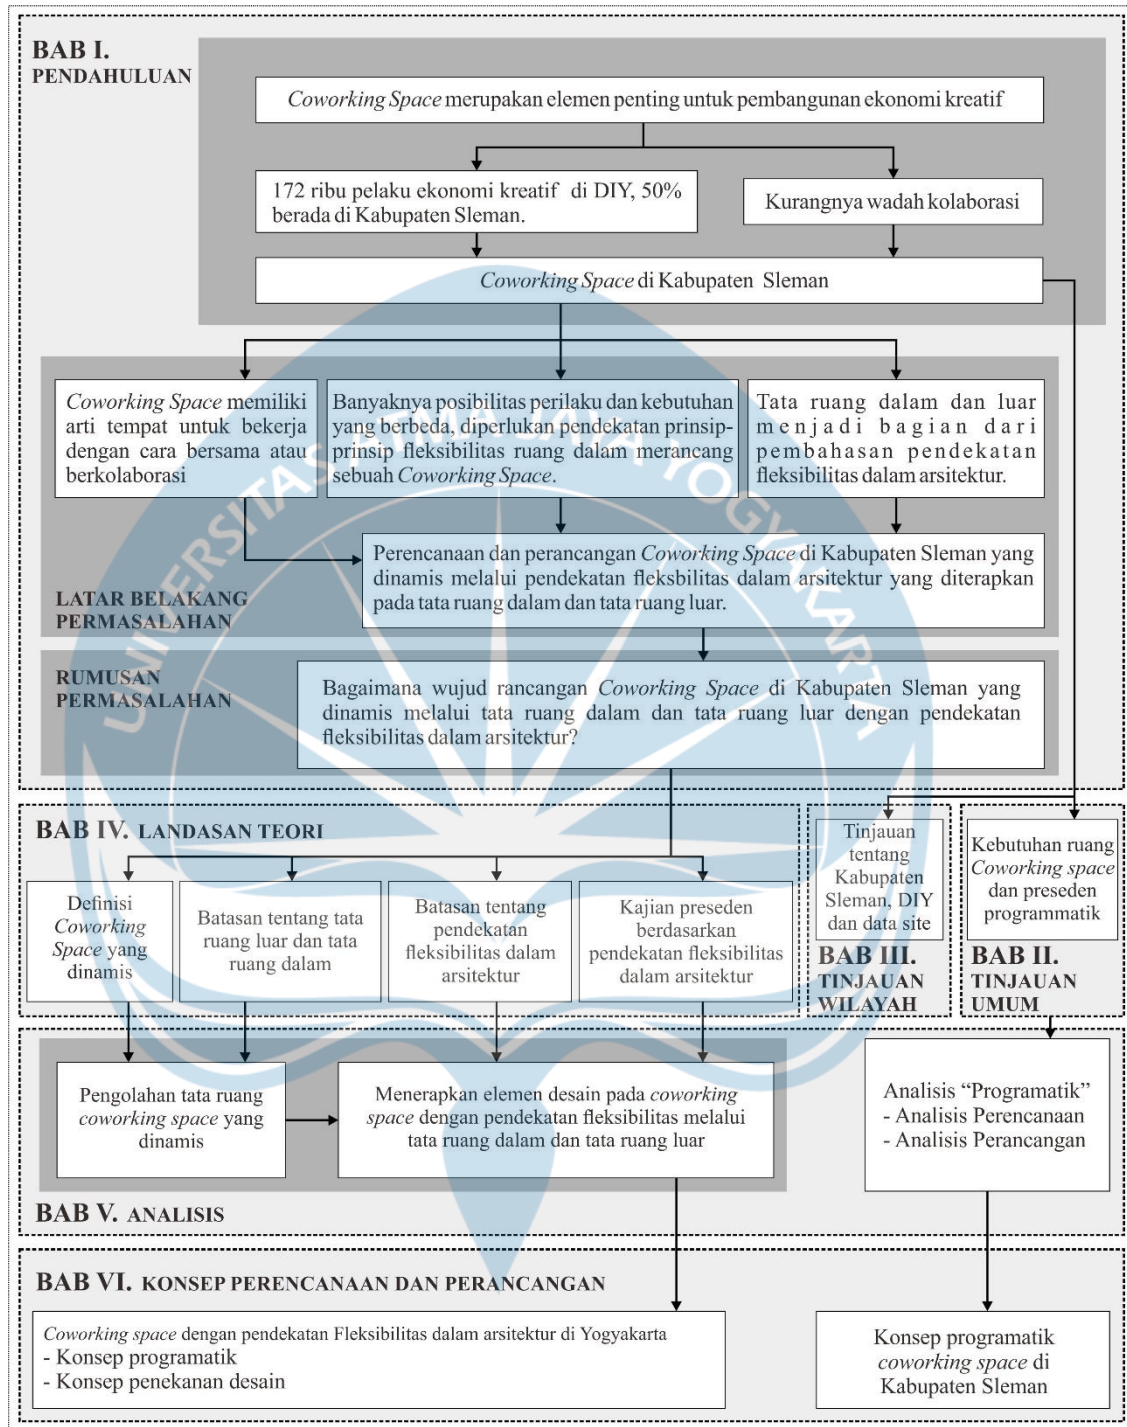 BAB I.
PENDAHULUAN
Coworking Space merupakan elemen penting untuk pembangunan ekonomi kreatif
172 ribu pelaku ekonomi kreatif di DIY, 50%
berada di Kabupaten Sleman.
Kurangnya wadah kolaborasi
Coworking Space di Kabupaten Sleman
Coworking Space memiliki
arti tempat untuk bekerja
dengan cara bersama atau
berkolaborasi
Banyaknya posibilitas perilaku dan kebutuhan
yang berbeda, diperlukan pendekatan prinsip-
prinsip fleksibilitas ruang dalam merancang
sebuah Coworking Space.
Tata ruang dalam dan luar
menjadi bagian dari
pembahasan pendekatan
fleksibilitas dalam arsitektur.
Perencanaan dan perancangan Coworking Space di Kabupaten Sleman yang
dinamis melalui pendekatan fleksbilitas dalam arsitektur yang diterapkan
pada tata ruang dalam dan tata ruang luar.
LATAR BELAKANG
PERMASALAHAN
RUMUSAN
PERMASALAHAN
Bagaimana wujud rancangan Coworking Space di Kabupaten Sleman yang
dinamis melalui tata ruang dalam dan tata ruang luar dengan pendekatan
fleksibilitas dalam arsitektur?
UNIVERSITAS ATMA JAYA YOGYAKARTA
BAB IV. LANDASAN TEORI
Definisi
Coworking
Space yang
dinamis
Batasan tentang tata
ruang luar dan tata
ruang dalam
Batasan tentang
pendekatan
fleksibilitas dalam
arsitektur
Kajian preseden
berdasarkan
pendekatan fleksibilitas
dalam arsitektur
Tinjauan
tentang
Kabupaten
Sleman, DIY
dan data site
BAB III.
TINJAUAN
WILAYAH
Kebutuhan ruang
Coworking space
dan preseden
programmatik
BAB II.
TINJAUAN
UMUM
Pengolahan tata ruang
coworking space yang
dinamis
Menerapkan elemen desain pada coworking
space dengan pendekatan fleksibilitas melalui
tata ruang dalam dan tata ruang luar
Analisis “Programatik”
- Analisis Perencanaan
- Analisis Perancangan
BAB V. ANALISIS
BAB VI. KONSEP PERENCANAAN DAN PERANCANGAN
Coworking space dengan pendekatan Fleksibilitas dalam arsitektur di Yogyakarta
- Konsep programatik
- Konsep penekanan desain
Konsep programatik
coworking space di
Kabupaten Sleman